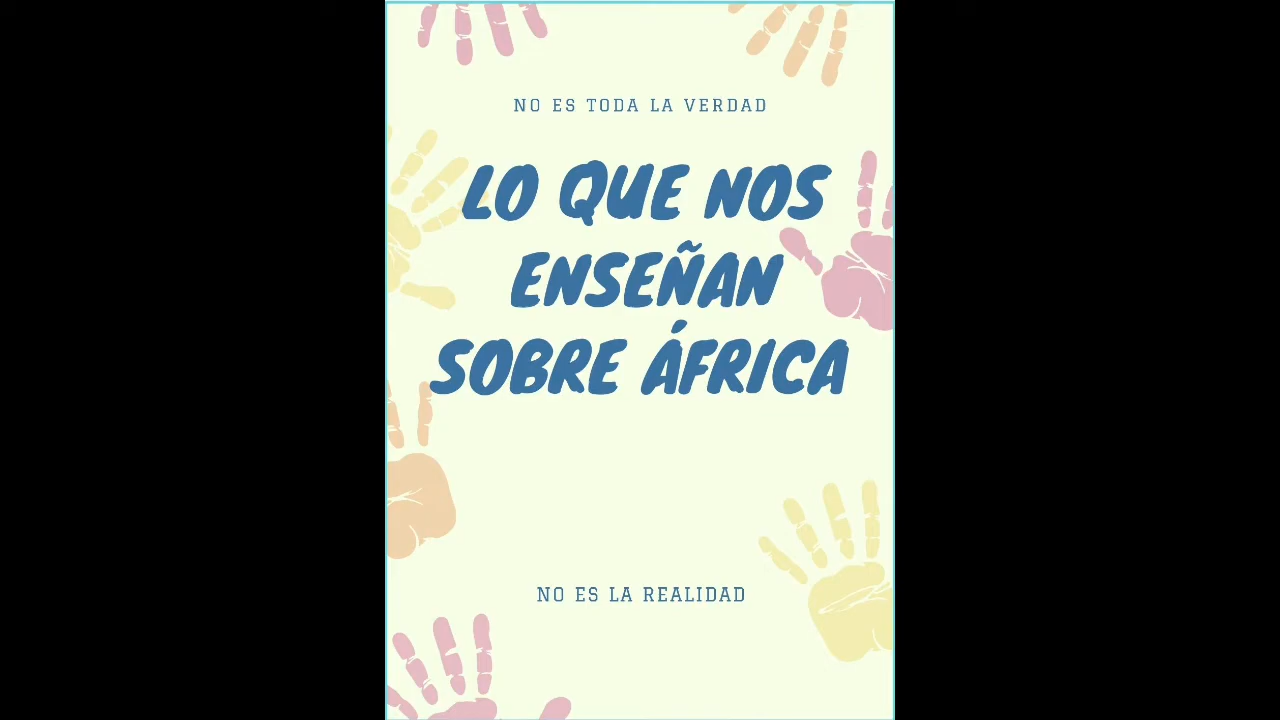 NO ES TODA LA VERDAD
LO QUE NOS
ENSEÑAN
SOBRE ÁFRICA
NO ES LA REALIDAD